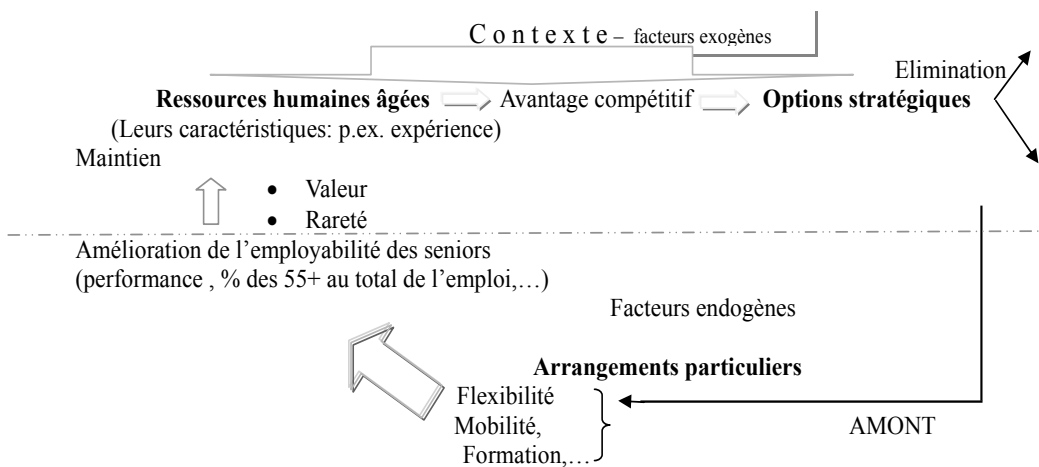 Contexte – facteurs exogènes
Elimination
Ressources humaines âgées Avantage compétitif Options stratégiques
(Leurs caractéristiques: p.ex. expérience)
Maintien
• Valeur
• Rareté
Amélioration de l’employabilité des seniors
(performance , % des 55+ au total de l’emploi,…)
Facteurs endogènes
Arrangements particuliers
Flexibilité
Mobilité,
AMONT
Formation,…